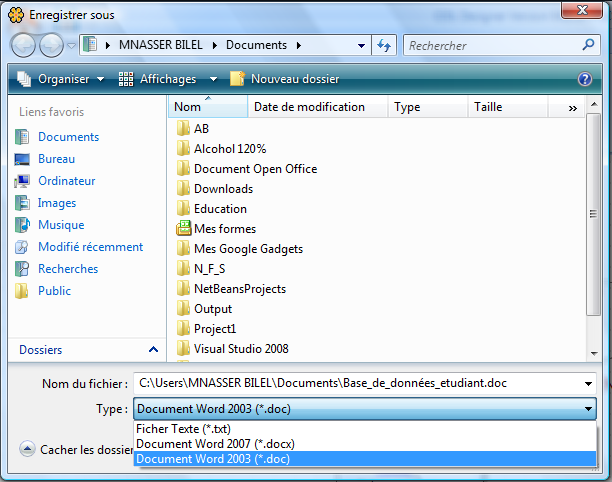 Enregistrer sous
MNASSER BILEL Documents
Rechercher
Organiser Affichages Nouveau dossier
Liens favoris
Documents
Bureau
Ordinateur
Images
Musique
Modifié récemment
Recherches
Public
Dossiers
Nom Date de modification Type Taille »
AB
Alcohol 120%
Document Open Office
Downloads
Education
Mes formes
Mes Google Gadgets
N_F_S
NetBeansProjects
Output
Project1
Visual Studio 2008
Nom du fichier : C:\Users\MNASSER BILEL\Documents\Base_de_données_etudiant.doc
Type : Document Word 2003 (*.doc)
Ficher Texte (*.txt)
Document Word 2007 (*.docx)
Document Word 2003 (*.doc)
Cacher les dossier